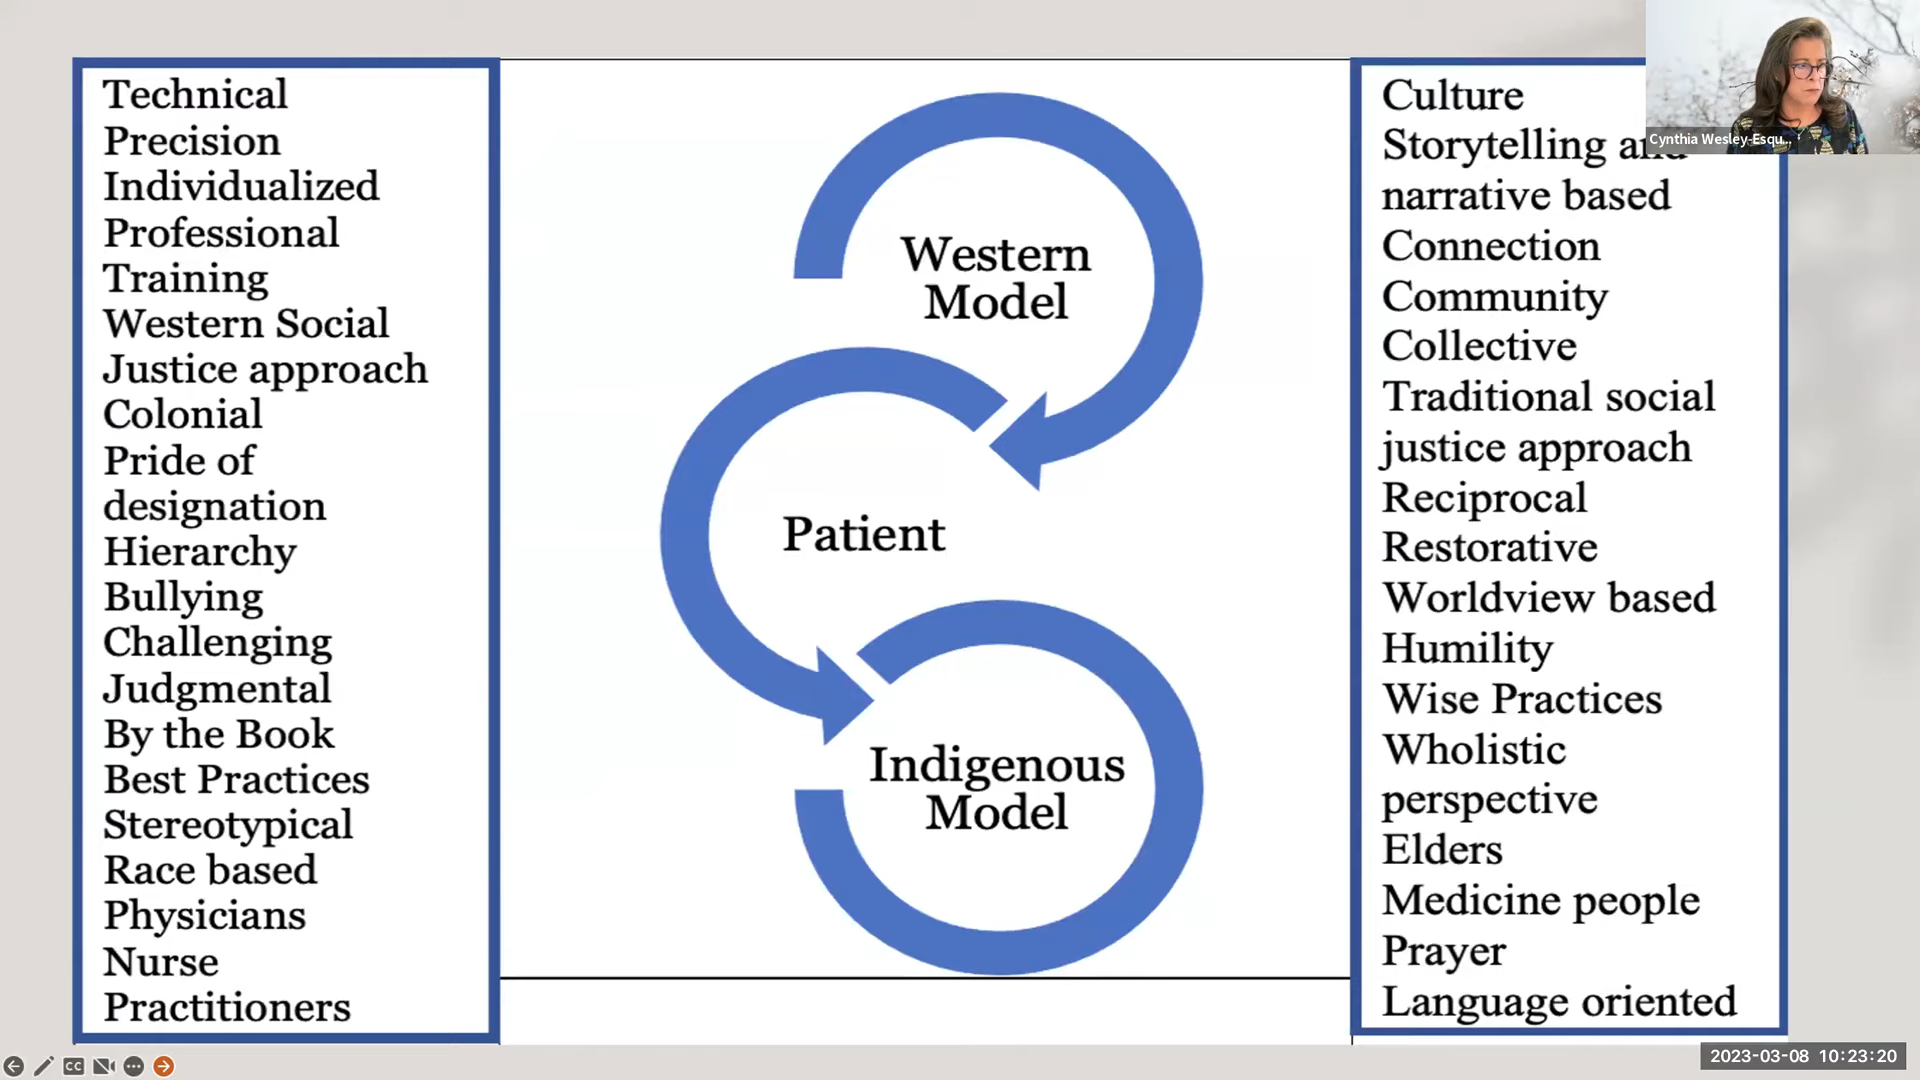 Technical
Precision
Individualized
Professional
Training
Western Social
Justice approach
Colonial
Pride of
designation
Hierarchy
Bullying
Challenging
Judgmental
By the Book
Best Practices
Stereotypical
Race based
Physicians
Nurse
Practitioners
Western
Model
Patient
Indigenous
Model
Culture
Storytelling and
narrative based
Connection
Community
Collective
Traditional social
justice approach
Reciprocal
Restorative
Worldview based
Humility
Wise Practices
Wholistic
perspective
Elders
Medicine people
Prayer
Language oriented
Cynthia Wesley-Esqu...
CC
2023-03-08 10:23:20